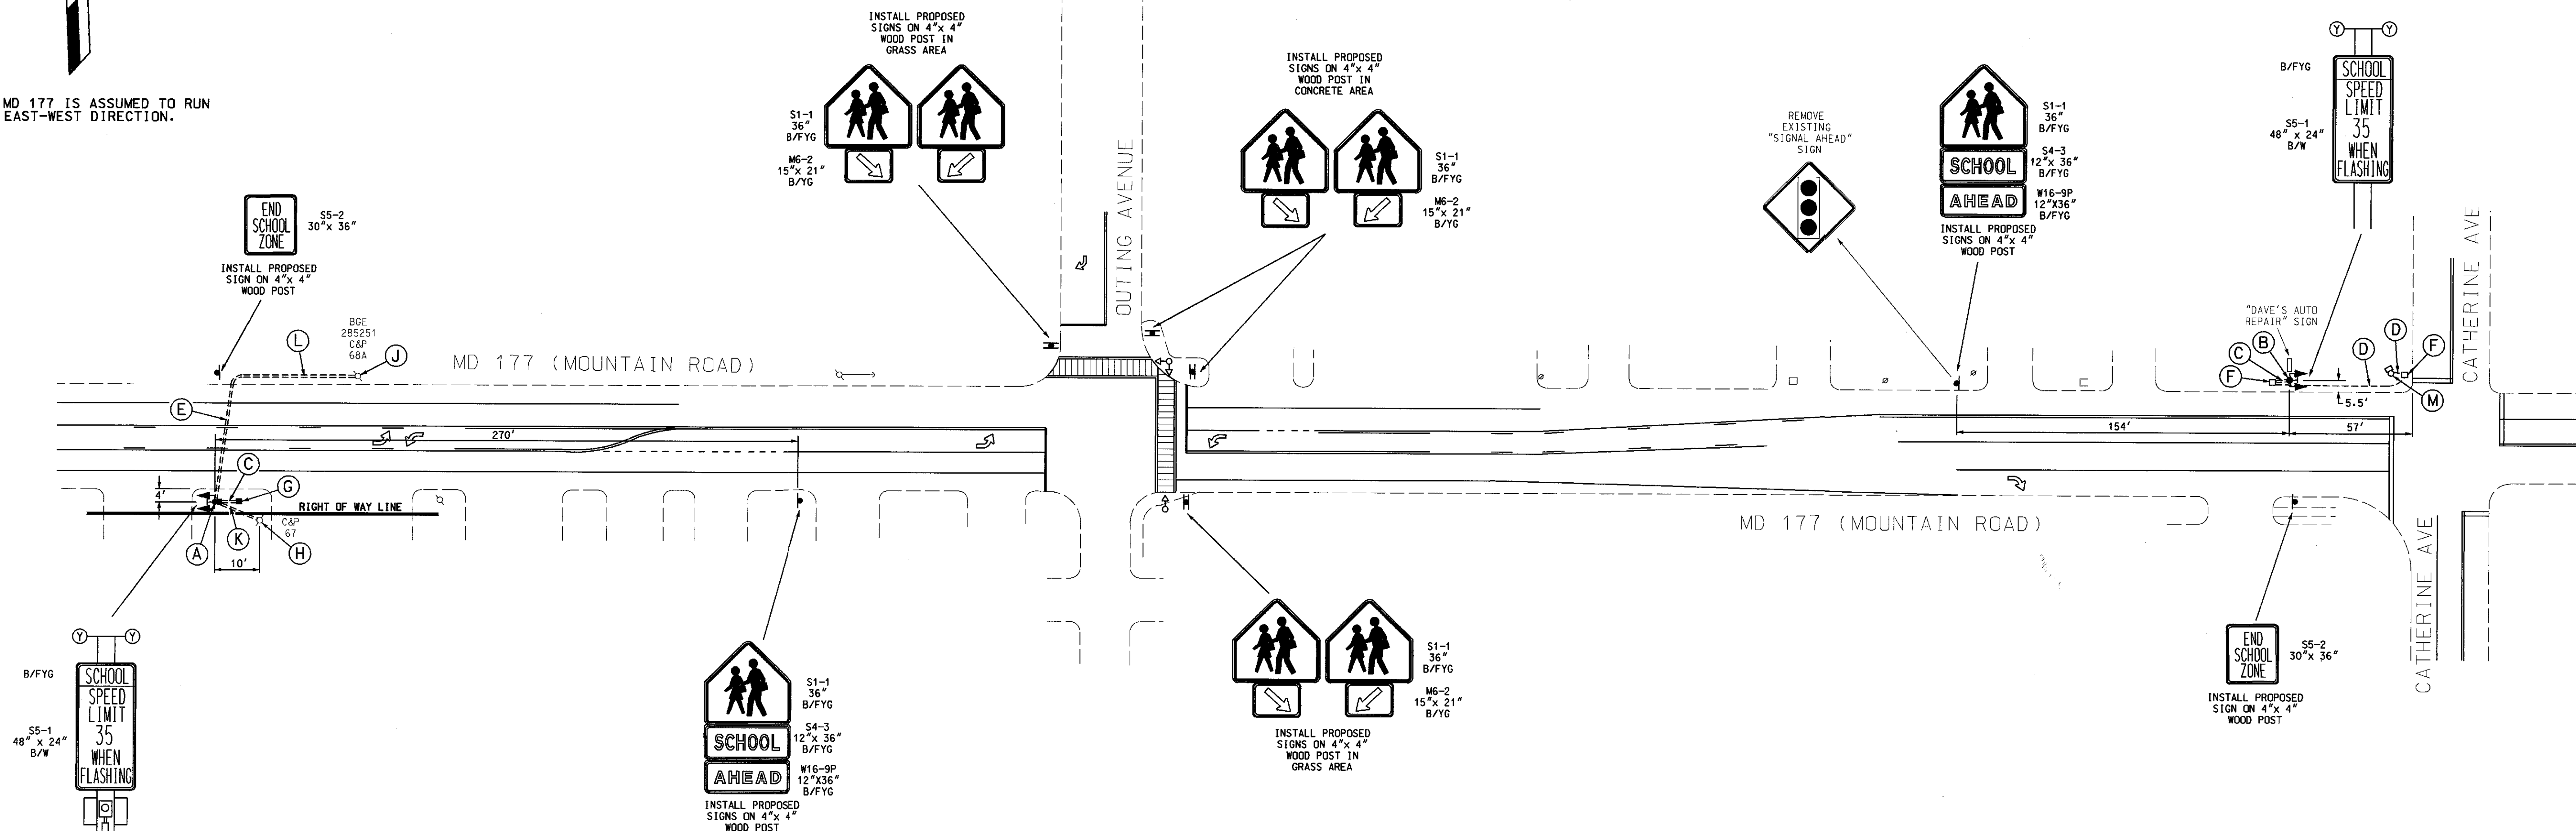 MD 177 IS ASSUMED TO RUN
EAST-WEST DIRECTION.
END
SCHOOL
ZONE
S5-2
30"x 36"
INSTALL PROPOSED
SIGN ON 4"x 4"
WOOD POST
INSTALL PROPOSED
SIGNS ON 4"x 4"
WOOD POST IN
GRASS AREA
S1-1
36"
B/FYG
M6-2
15"x 21"
B/YG
OUTING AVENUE
INSTALL PROPOSED
SIGNS ON 4"x 4"
WOOD POST IN
CONCRETE AREA
S1-1
36"
B/FYG
M6-2
15"x 21"
B/YG
REMOVE
EXISTING
"SIGNAL AHEAD"
SIGN
SCHOOL
AHEAD
S1-1
36"
B/FYG
S4-3
12"x 36"
B/FYG
W16-9P
12"X36"
B/FYG
INSTALL PROPOSED
SIGNS ON 4"x 4"
WOOD POST
Y Y
B/FYG
SCHOOL
SPEED
LIMIT
35
WHEN
FLASHING
S5-1
48" x 24"
B/W
CATHERINE AVE
"DAVE'S AUTO
REPAIR" SIGN
B
C
F
D
D
F
M
5.5'
154'
57'
L
BGE
285251
C&P
68A
J
MD 177 (MOUNTAIN ROAD)
E
270'
C
G
4'
RIGHT OF WAY LINE
C&P
67
A
K
H
10'
MD 177 (MOUNTAIN ROAD)
CATHERINE AVE
Y Y
B/FYG
SCHOOL
SPEED
LIMIT
35
WHEN
FLASHING
S5-1
48" x 24"
B/W
SCHOOL
AHEAD
S1-1
36"
B/FYG
S4-3
12"x 36"
B/FYG
W16-9P
12"X36"
B/FYG
INSTALL PROPOSED
SIGNS ON 4"x 4"
WOOD POST
S1-1
36"
B/FYG
M6-2
15"x 21"
B/YG
INSTALL PROPOSED
SIGNS ON 4"x 4"
WOOD POST IN
GRASS AREA
END
SCHOOL
ZONE
S5-2
30"x 36"
INSTALL PROPOSED
SIGN ON 4"x 4"
WOOD POST